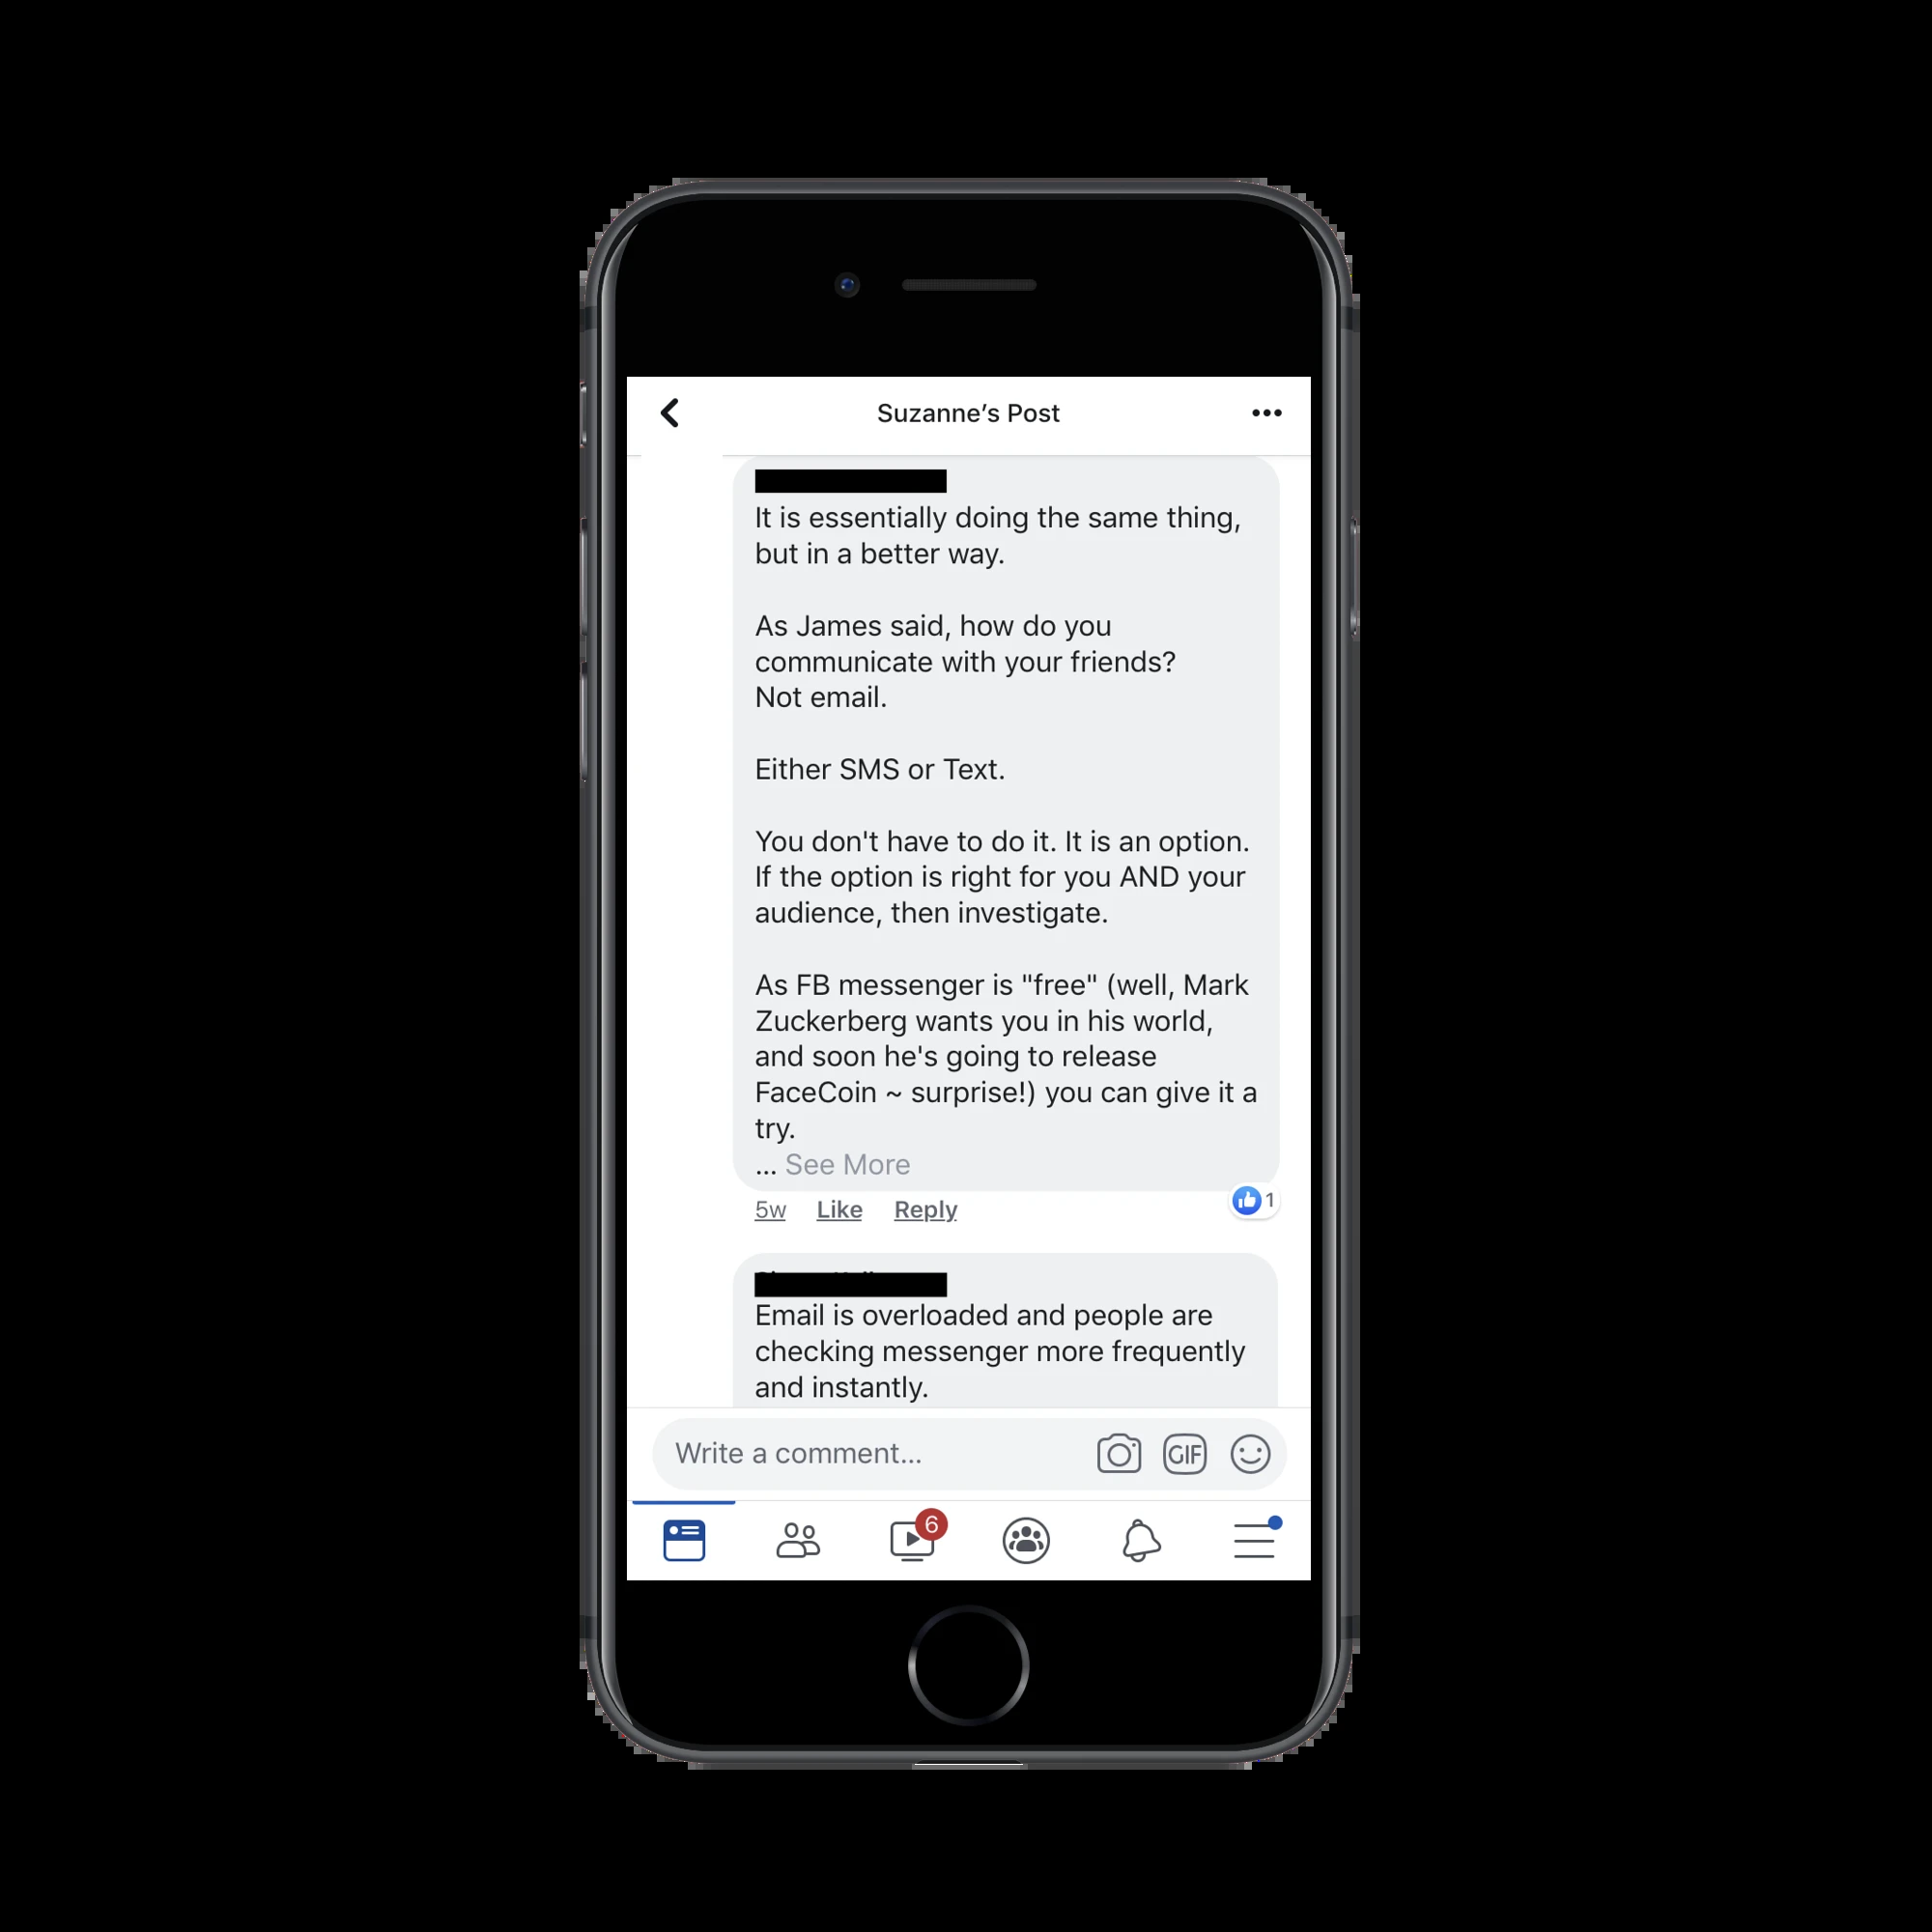 Suzanne’s Post
It is essentially doing the same thing,
but in a better way.
As James said, how do you
communicate with your friends?
Not email.
Either SMS or Text.
You don't have to do it. It is an option.
If the option is right for you AND your
audience, then investigate.
As FB messenger is "free" (well, Mark
Zuckerberg wants you in his world,
and soon he's going to release
FaceCoin ~ surprise!) you can give it a
try.
... See More
5w Like Reply 1
Email is overloaded and people are
checking messenger more frequently
and instantly.
Write a comment... GIF
6